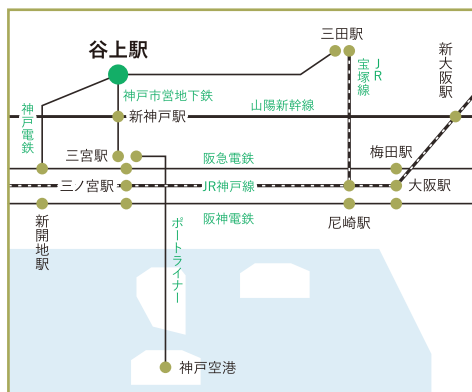 三田駅
谷上駅
新大阪駅
JR宝塚線
神戸市営地下鉄
山陽新幹線
神戸電鉄
新神戸駅
三宮駅
阪急電鉄
梅田駅
三ノ宮駅
JR神戸線
大阪駅
新開地駅
阪神電鉄
尼崎駅
ポートライナー
神戸空港